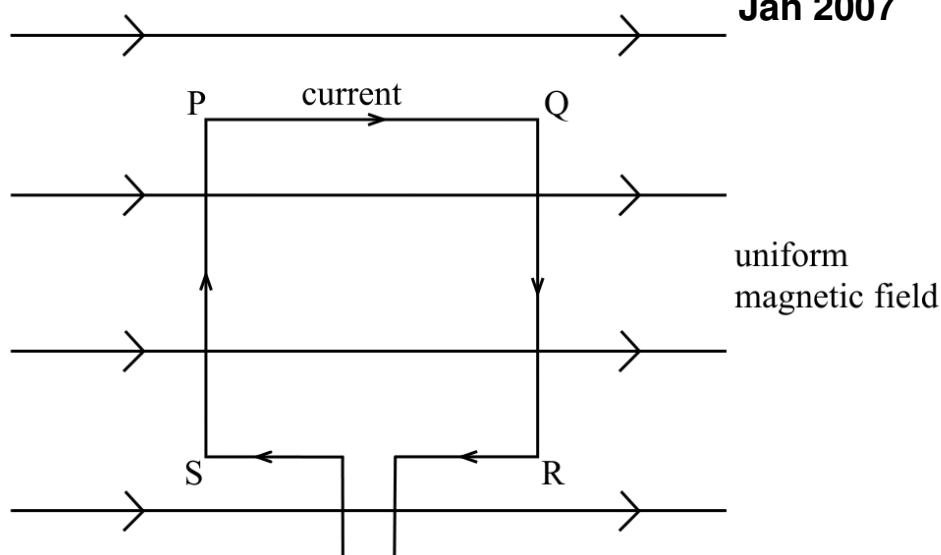 Jan 2007
P
current
Q
uniform
magnetic field
S
R